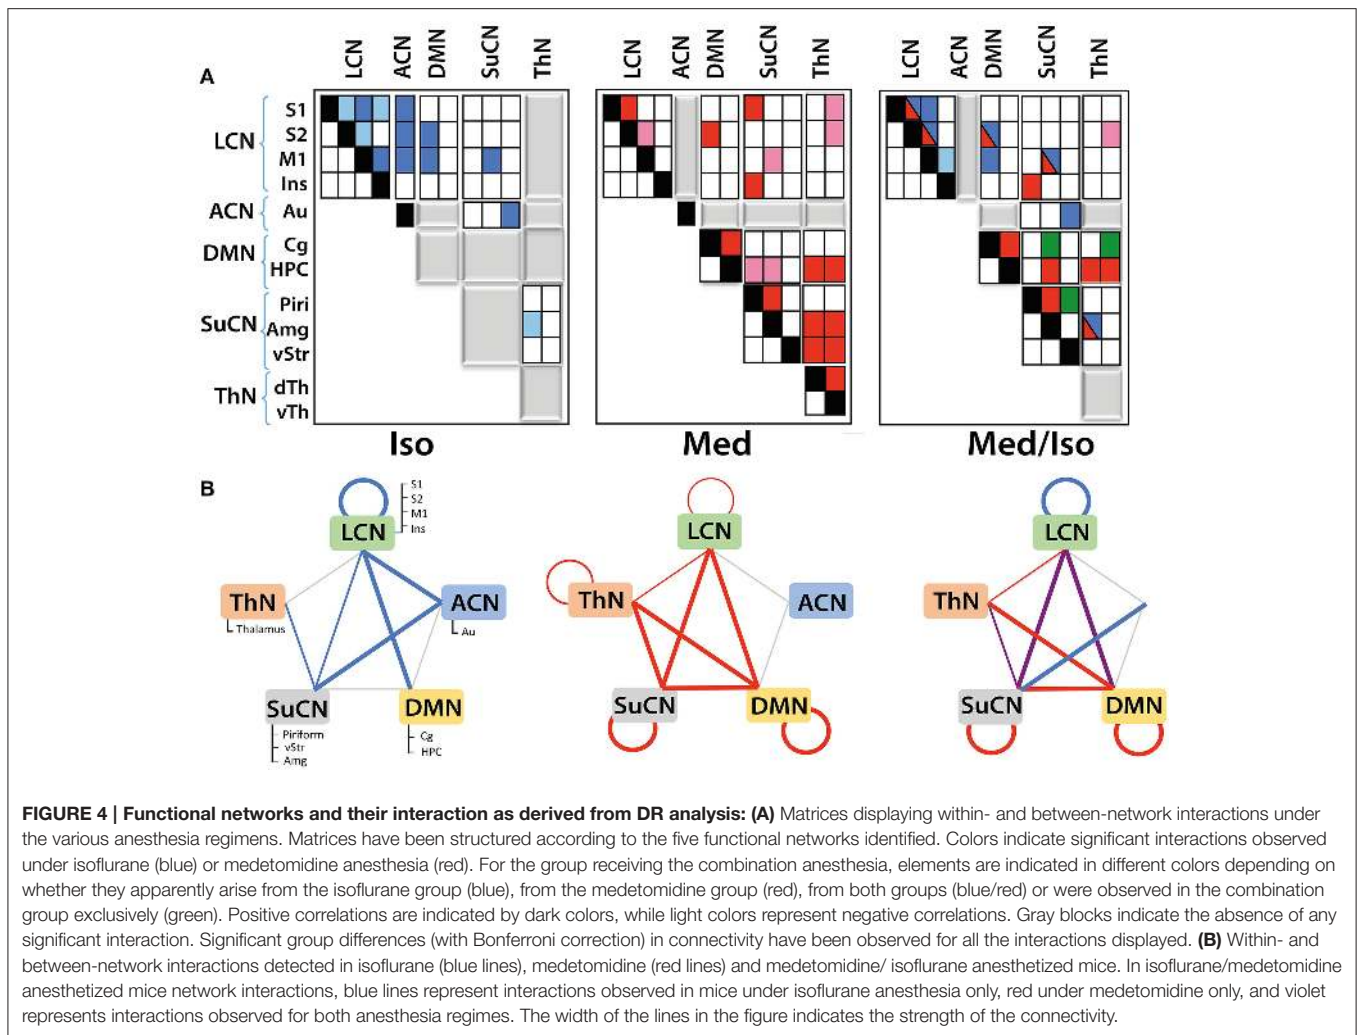 LCN ACN DMN SuCN ThN LCN ACN DMN SuCN ThN LCN ACN DMN SuCN ThN
A
LCN
S1
S2
M1
Ins
ACN
Au
DMN
Cg
HPC
SuCN
Piri
Amg
vStr
ThN
dTh
vTh
Iso Med Med/Iso
B
LCN
S1
S2
M1
Ins
ThN
Thalamus
ACN
Au
SuCN
Piriform
vStr
Amg
DMN
Cg
HPC
LCN
ThN
ACN
SuCN
DMN
LCN
ThN
SuCN
DMN
FIGURE 4 | Functional networks and their interaction as derived from DR analysis: (A) Matrices displaying within- and between-network interactions under
the various anesthesia regimens. Matrices have been structured according to the five functional networks identified. Colors indicate significant interactions observed
under isoflurane (blue) or medetomidine anesthesia (red). For the group receiving the combination anesthesia, elements are indicated in different colors depending on
whether they apparently arise from the isoflurane group (blue), from the medetomidine group (red), from both groups (blue/red) or were observed in the combination
group exclusively (green). Positive correlations are indicated by dark colors, while light colors represent negative correlations. Gray blocks indicate the absence of any
significant interaction. Significant group differences (with Bonferroni correction) in connectivity have been observed for all the interactions displayed. (B) Within- and
between-network interactions detected in isoflurane (blue lines), medetomidine (red lines) and medetomidine/ isoflurane anesthetized mice. In isoflurane/medetomidine
anesthetized mice network interactions, blue lines represent interactions observed in mice under isoflurane anesthesia only, red under medetomidine only, and violet
represents interactions observed for both anesthesia regimes. The width of the lines in the figure indicates the strength of the connectivity.